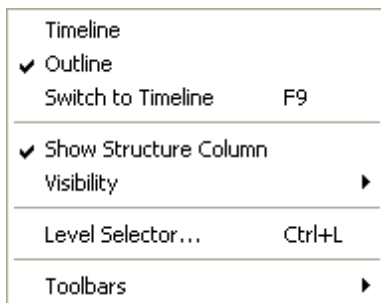 Timeline
Outline
Switch to Timeline F9
Show Structure Column
Visibility
Level Selector... Ctrl+L
Toolbars